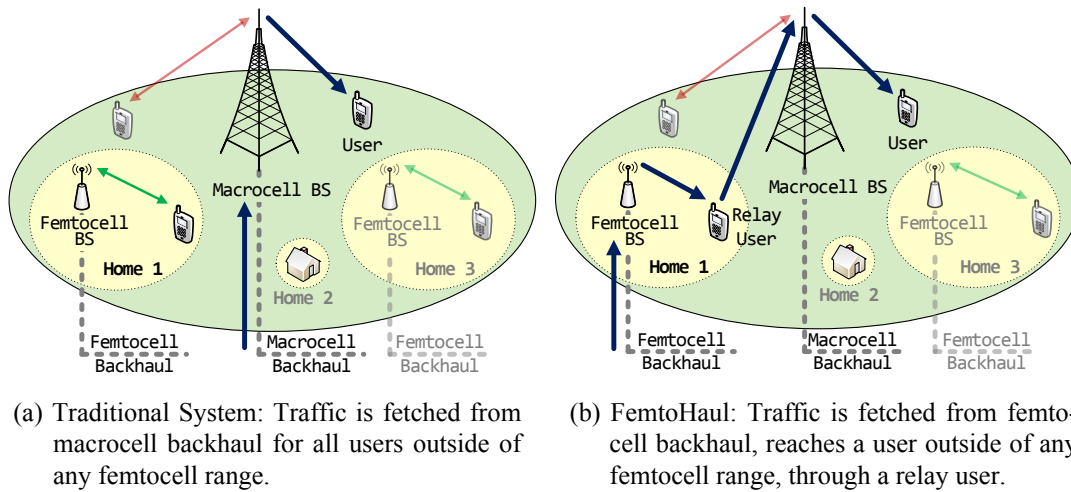 User
Macrocell BS
Femtocell
BS
Home 1
Home 2
Femtocell
BS
Home 3
Femtocell
Backhaul
Macrocell
Backhaul
Femtocell
Backhaul
(a) Traditional System: Traffic is fetched from
macrocell backhaul for all users outside of
any femtocell range.
User
Macrocell BS
Femtocell
BS
Relay
User
Home 1
Home 2
Femtocell
BS
Home 3
Femtocell
Backhaul
Macrocell
Backhaul
Femtocell
Backhaul
(b) FemtoHaul: Traffic is fetched from femto-
cell backhaul, reaches a user outside of any
femtocell range, through a relay user.